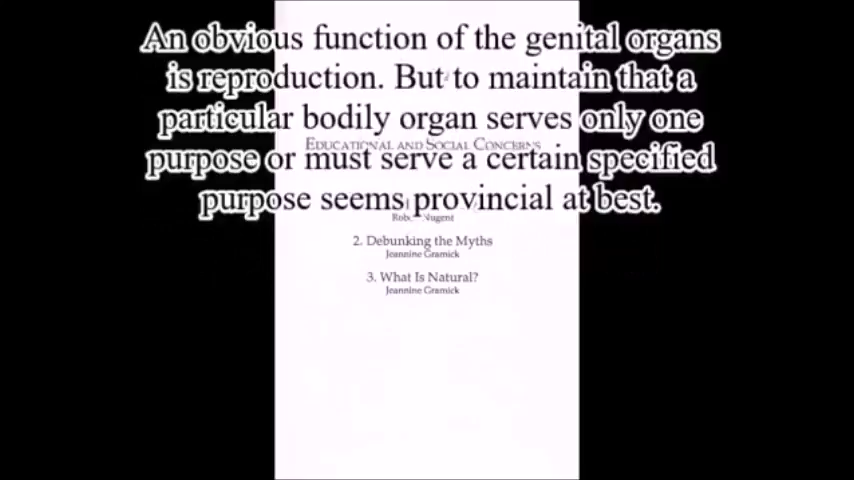 An obvious function of the genital organs
is reproduction. But to maintain that a
particular bodily organ serves only one
purpose or must serve a certain specified
purpose seems provincial at best.
EDUCATIONAL AND SOCIAL CONCERNS
Nugent
2. Debunking the Myths
Jeannine Gramick
3. What Is Natural?
Jeannine Gramick